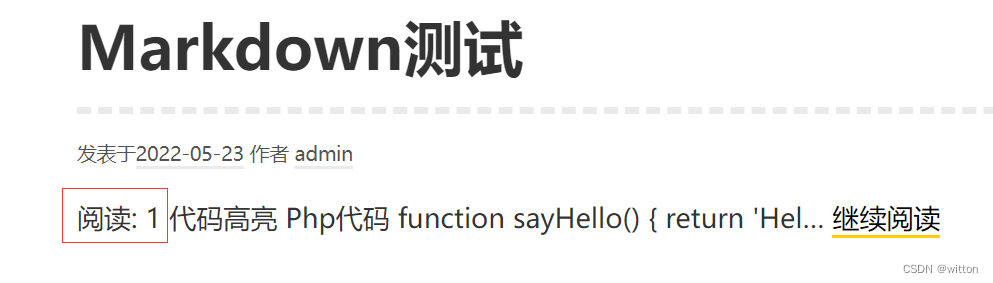 Markdown测试
发表于2022-05-23 作者 admin
阅读: 1 代码高亮 Php代码 function sayHello() { return 'Hel... 继续阅读
CSDN @witton